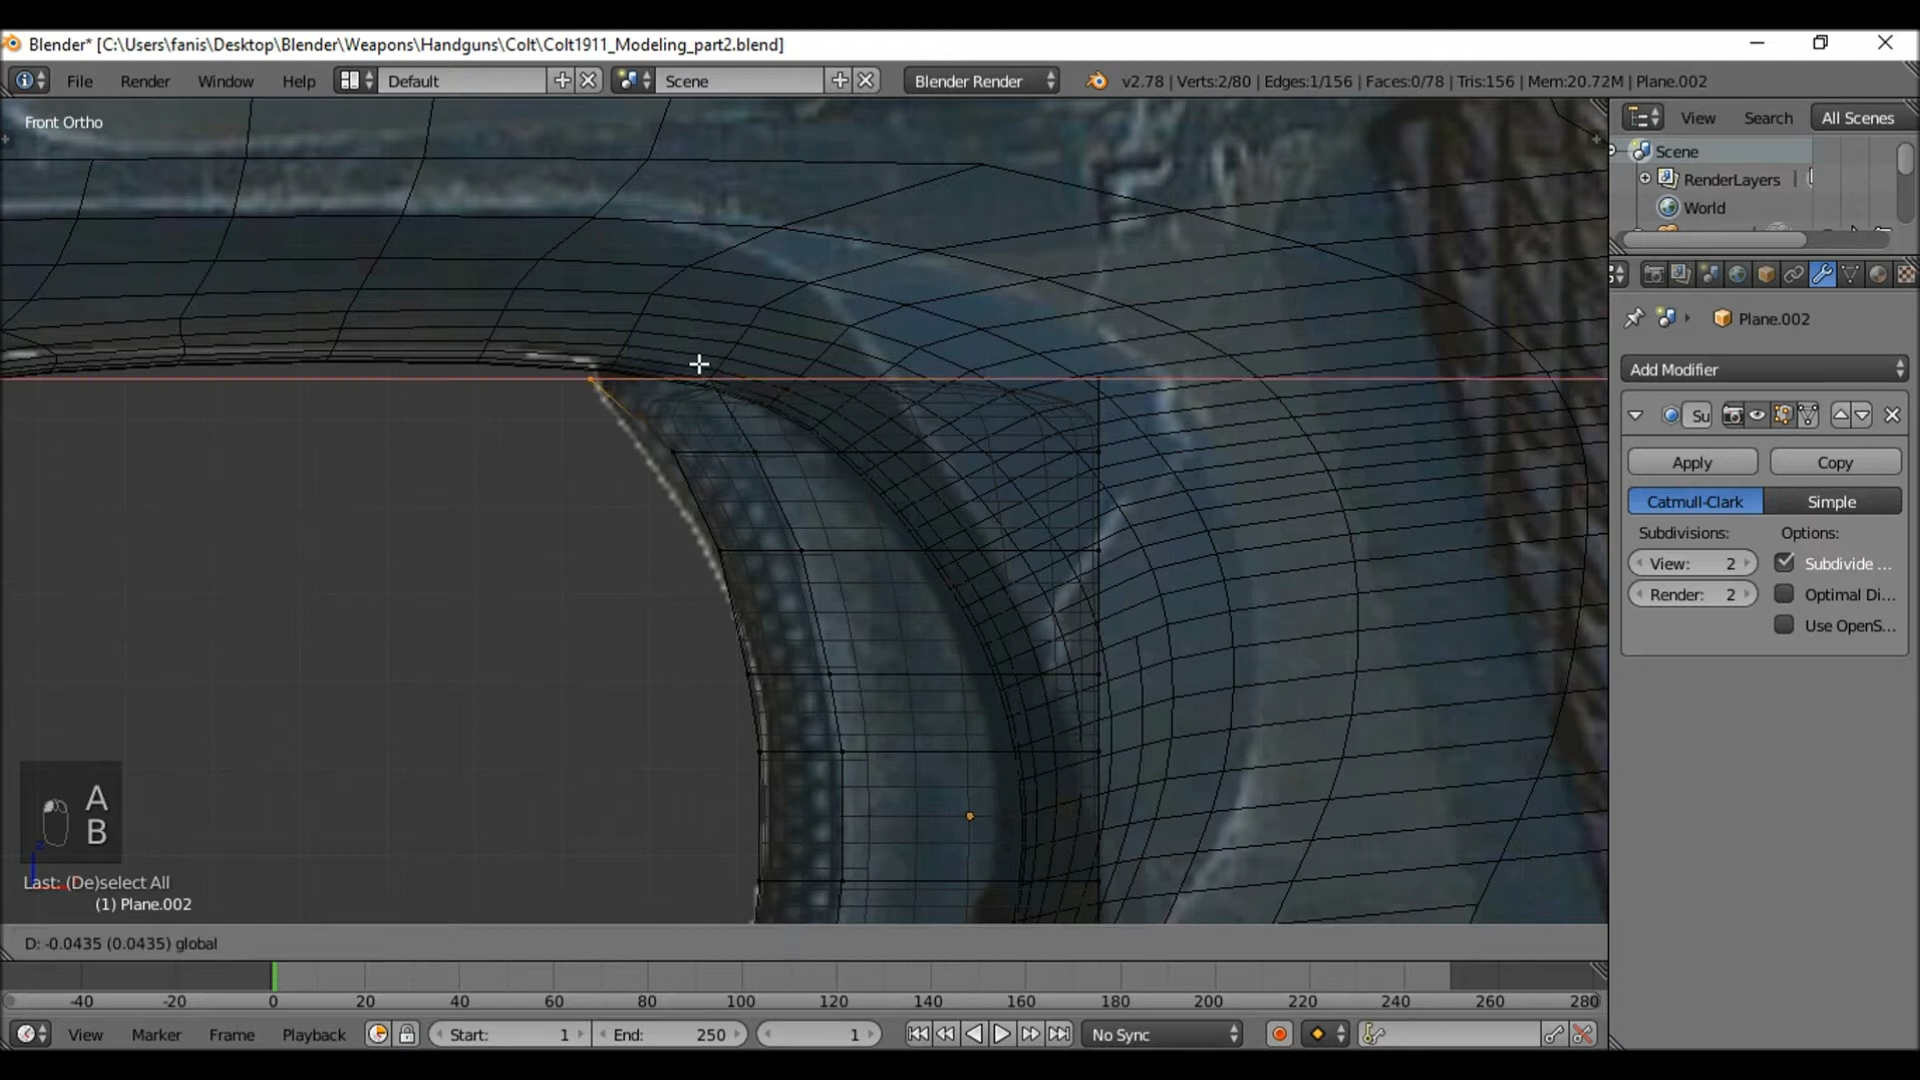 Blender* [C:\Users\fanis\Desktop\Blender\Weapons\Handguns\Colt\Colt1911_Modeling_part2.blend]
File Render Window Help Default Scene Blender Render v2.78 | Verts:2/80 | Edges:1/156 | Faces:0/78 | Tris:156 | Mem:20.72M | Plane.002
Front Ortho
View Search All Scenes
Scene
RenderLayers |
World
Plane.002
Add Modifier
Su
Apply Copy
Catmull-Clark Simple
Subdivisions: Options:
View: 2 Subdivide ...
Render: 2 Optimal Di...
Use OpenS...
A
B
Last: (De)select All
(1) Plane.002
D: -0.0435 (0.0435) global
-40 -20 0 20 40 60 80 100 120 140 160 180 200 220 240 260 280
View Marker Frame Playback Start: 1 End: 250 1 No Sync